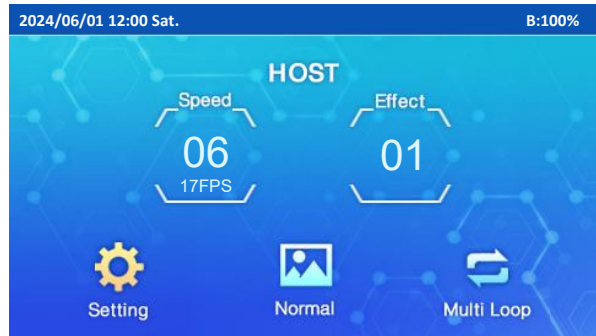 2024/06/01 12:00 Sat. B:100%
HOST
Speed Effect
06 01
17FPS
Setting Normal Multi Loop